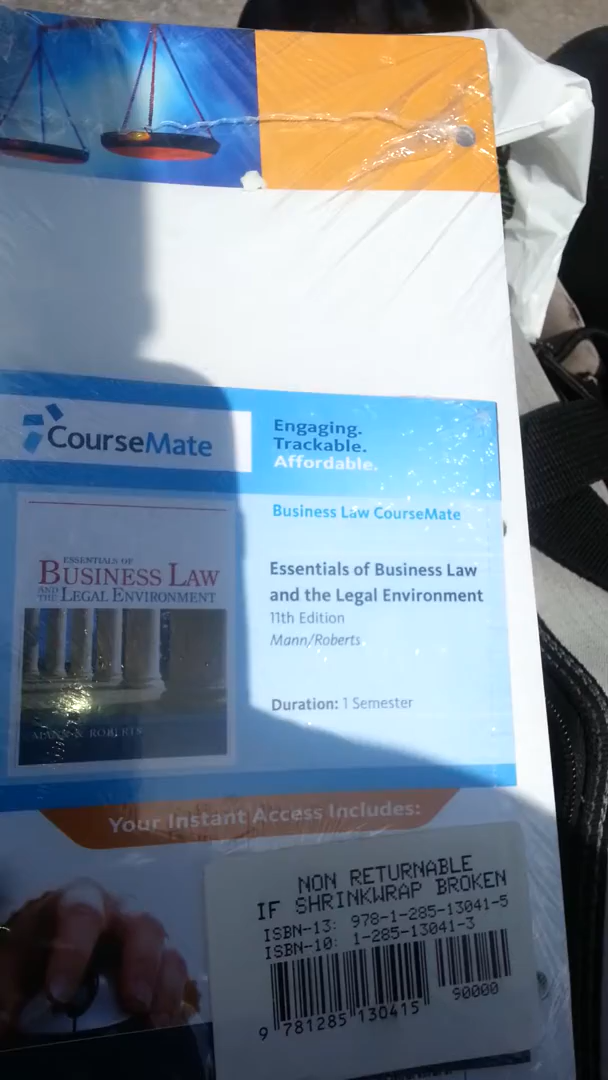 CourseMate
Engaging.
Trackable.
Affordable.
Business Law CourseMate
ESSENTIALS OF
BUSINESS LAW
AND THE LEGAL ENVIRONMENT
MANN & ROBERTS
Essentials of Business Law
and the Legal Environment
11th Edition
Mann/Roberts
Duration: 1 Semester
Your Instant Access Includes:
NON RETURNABLE
IF SHRINKWRAP BROKEN
ISBN-13: 978-1-285-13041-5
ISBN-10: 1-285-13041-3
90000
9 781285 130415